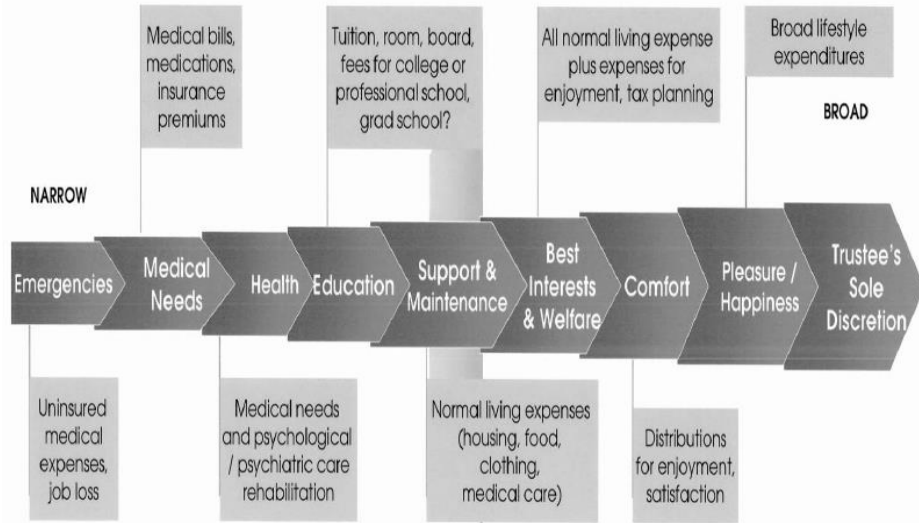 Medical bills,
medications,
insurance
premiums
Tuition, room, board,
fees for college or
professional school,
grad school?
All normal living expense
plus expenses for
enjoyment, tax planning
Broad lifestyle
expenditures
BROAD
NARROW
Emergencies
Medical
Needs
Health
Education
Support &
Maintenance
Best
Interests
& Welfare
Comfort
Pleasure /
Happiness
Trustee's
Sole
Discretion
Uninsured
medical
expenses,
job loss
Medical needs
and psychological
/ psychiatric care
rehabilitation
Normal living expenses
(housing, food,
clothing,
medical care)
Distributions
for enjoyment,
satisfaction